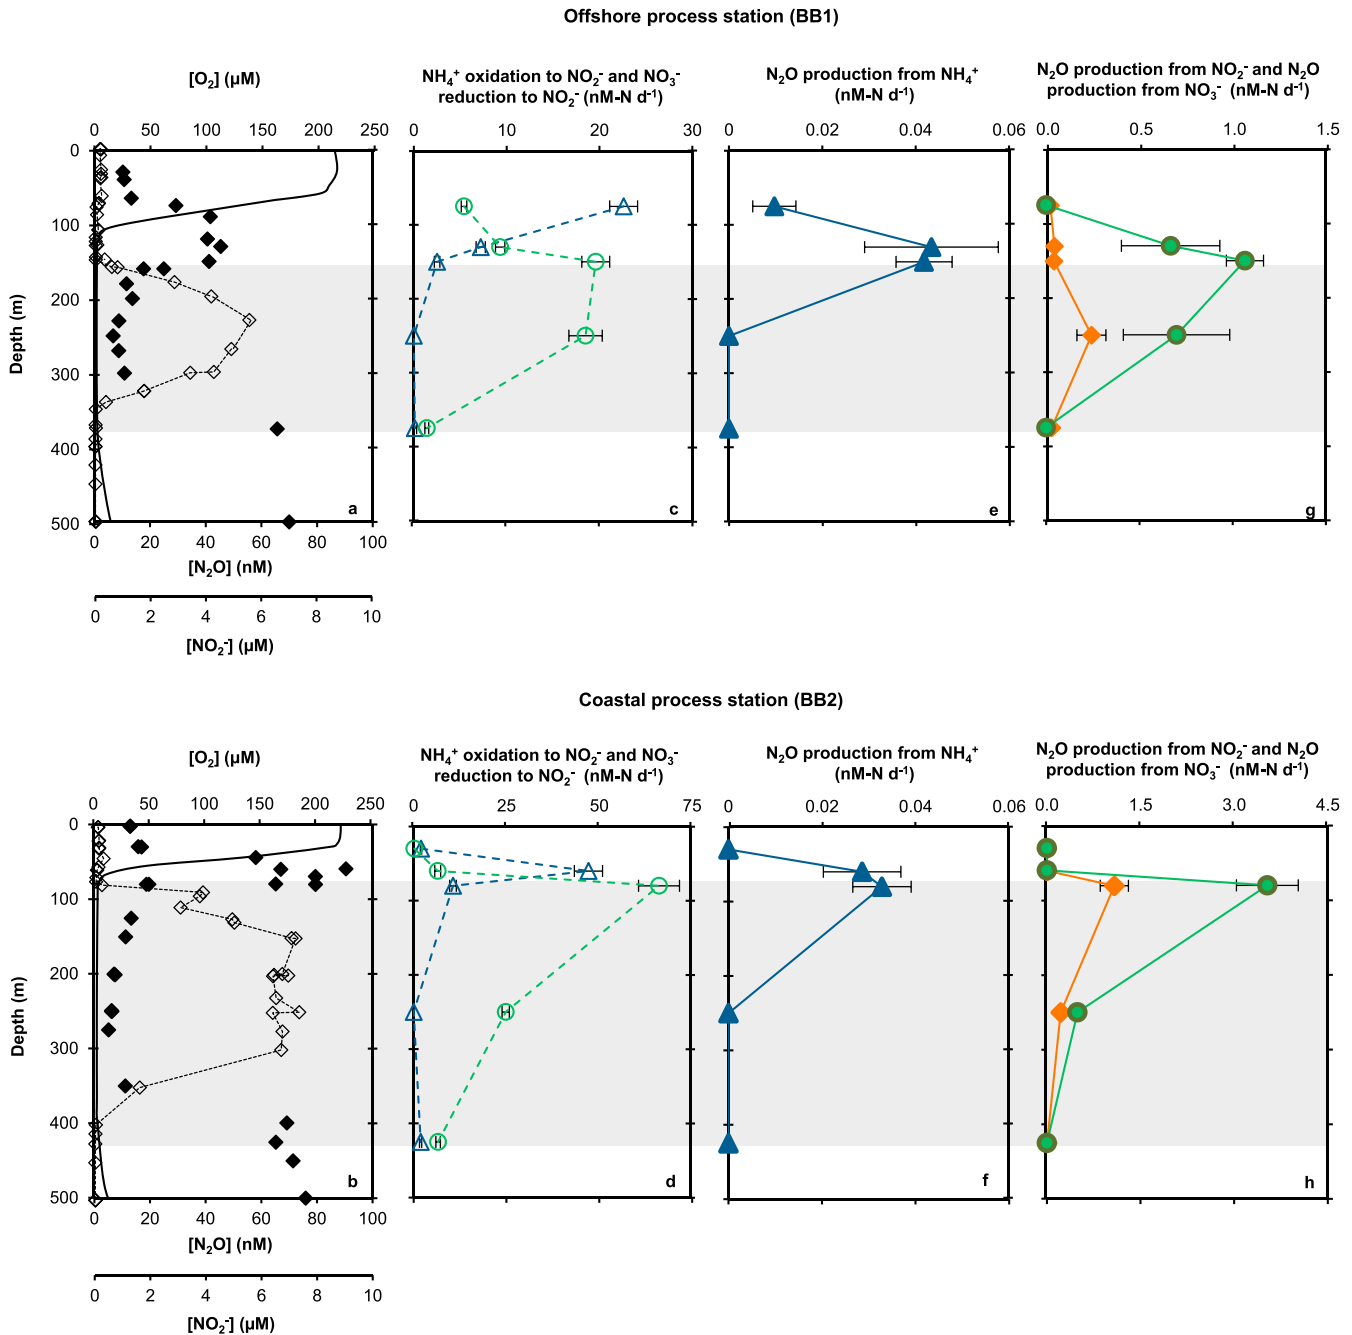 Offshore process station (BB1)
[O₂] (µM)
NH₄⁺ oxidation to NO₂⁻ and NO₃⁻
reduction to NO₂⁻ (nM-N d⁻¹)
N₂O production from NH₄⁺
(nM-N d⁻¹)
N₂O production from NO₂⁻ and N₂O
production from NO₃⁻ (nM-N d⁻¹)
0 50 100 150 200 250
0 10 20 30
0 0.02 0.04 0.06
0.0 0.5 1.0 1.5
0
100
200
300
400
500
Depth (m)
a
c
e
g
0 20 40 60 80 100
[N₂O] (nM)
0 2 4 6 8 10
[NO₂⁻] (µM)
Coastal process station (BB2)
[O₂] (µM)
NH₄⁺ oxidation to NO₂⁻ and NO₃⁻
reduction to NO₂⁻ (nM-N d⁻¹)
N₂O production from NH₄⁺
(nM-N d⁻¹)
N₂O production from NO₂⁻ and N₂O
production from NO₃⁻ (nM-N d⁻¹)
0 50 100 150 200 250
0 25 50 75
0 0.02 0.04 0.06
0.0 1.5 3.0 4.5
0
100
200
300
400
500
Depth (m)
b
d
f
h
0 20 40 60 80 100
[N₂O] (nM)
0 2 4 6 8 10
[NO₂⁻] (µM)